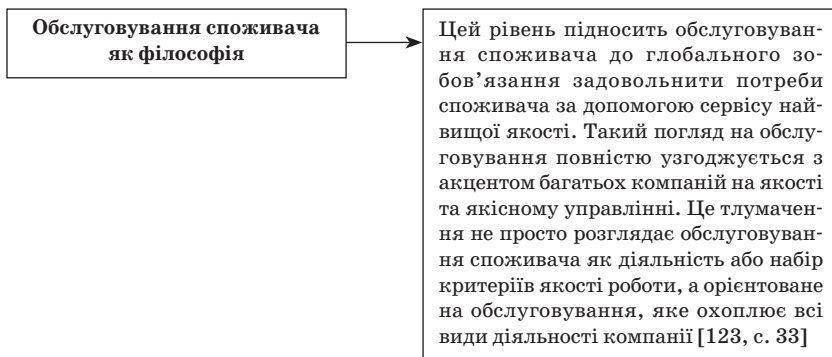 Обслуговування споживача
як філософія
Цей рівень підносить обслуговуван-
ня споживача до глобального зо-
бов’язання задовольнити потреби
споживача за допомогою сервісу най-
вищої якості. Такий погляд на обслу-
говування повністю узгоджується з
акцентом багатьох компаній на якості
та якісному управлінні. Це тлумачен-
ня не просто розглядає обслуговуван-
ня споживача як діяльність або набір
критеріїв якості роботи, а орієнтоване
на обслуговування, яке охоплює всі
види діяльності компанії [123, с. 33]